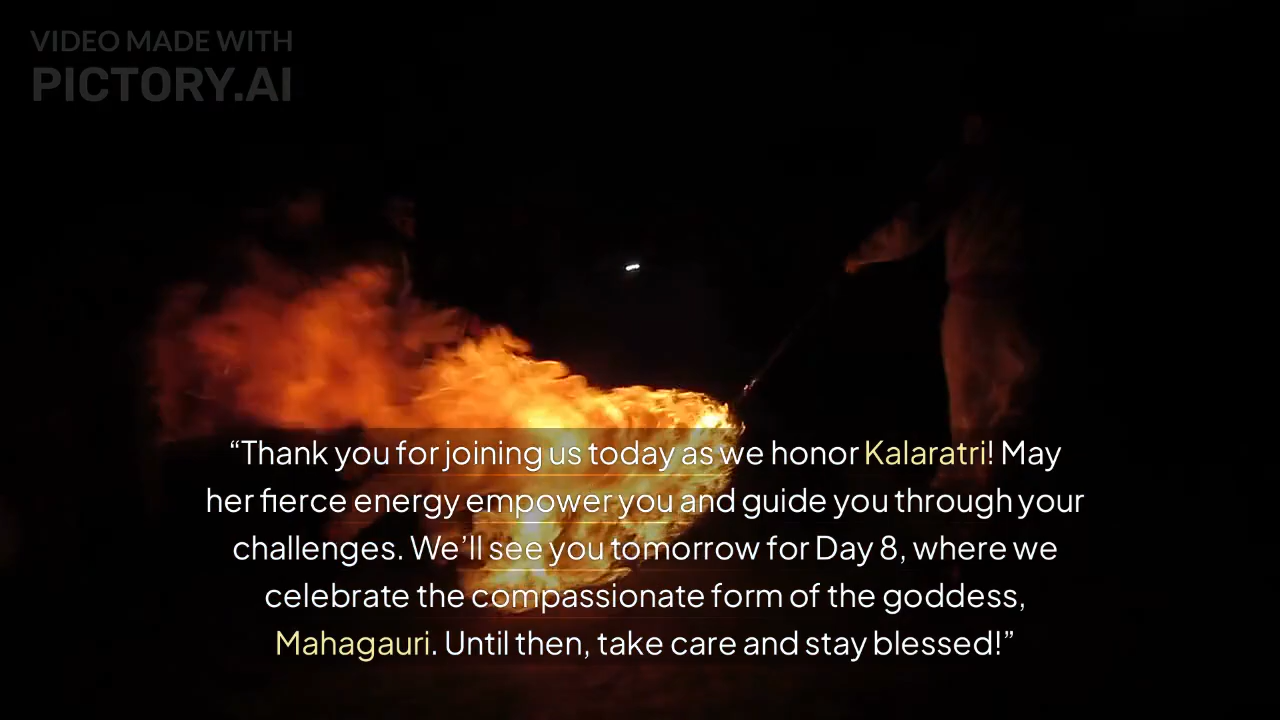 VIDEO MADE WITH
PICTORY.AI
“Thank you for joining us today as we honor Kalaratri! May
her fierce energy empower you and guide you through your
challenges. We’ll see you tomorrow for Day 8, where we
celebrate the compassionate form of the goddess,
Mahagauri. Until then, take care and stay blessed!”